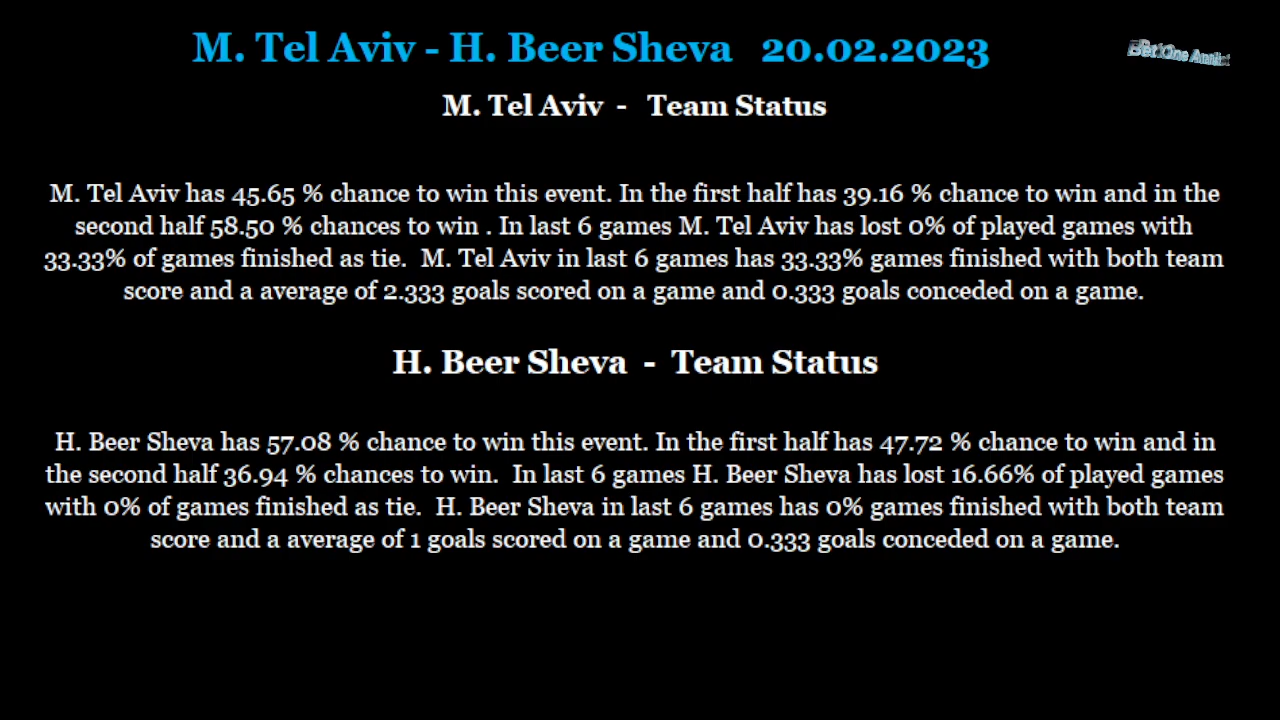 M. Tel Aviv - H. Beer Sheva 20.02.2023
M. Tel Aviv - Team Status
M. Tel Aviv has 45.65 % chance to win this event. In the first half has 39.16 % chance to win and in the
second half 58.50 % chances to win . In last 6 games M. Tel Aviv has lost 0% of played games with
33.33% of games finished as tie. M. Tel Aviv in last 6 games has 33.33% games finished with both team
score and a average of 2.333 goals scored on a game and 0.333 goals conceded on a game.
H. Beer Sheva - Team Status
H. Beer Sheva has 57.08 % chance to win this event. In the first half has 47.72 % chance to win and in
the second half 36.94 % chances to win. In last 6 games H. Beer Sheva has lost 16.66% of played games
with 0% of games finished as tie. H. Beer Sheva in last 6 games has 0% games finished with both team
score and a average of 1 goals scored on a game and 0.333 goals conceded on a game.